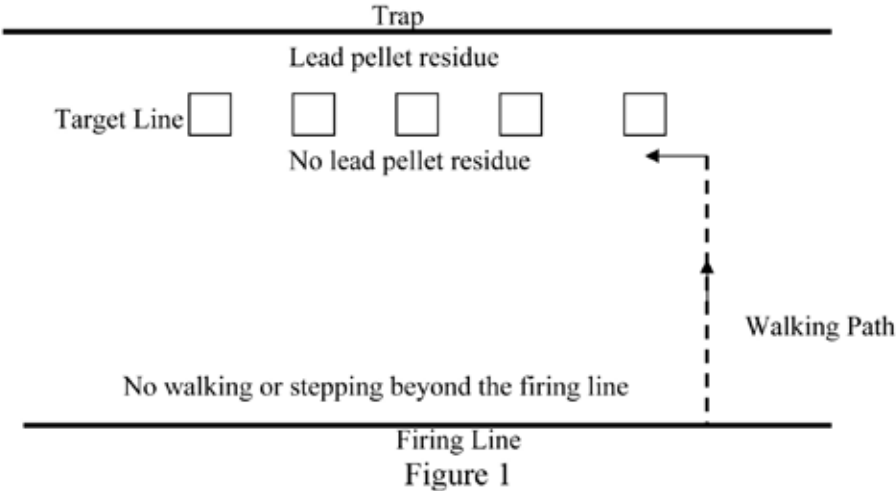 Trap
Lead pellet residue
Target Line
No lead pellet residue
Walking Path
No walking or stepping beyond the firing line
Firing Line
Figure 1